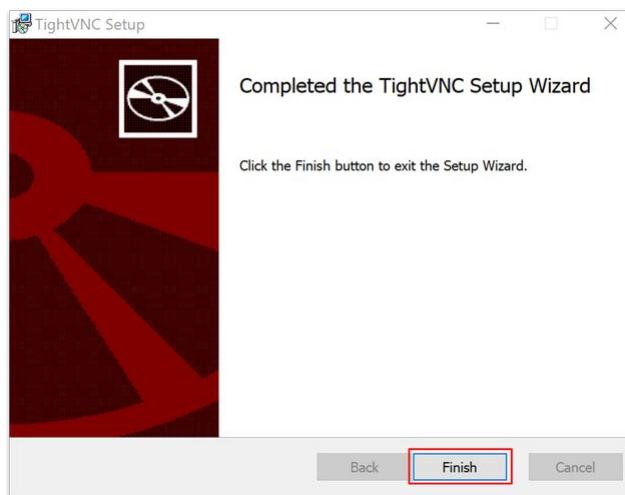 TightVNC Setup
Completed the TightVNC Setup Wizard
Click the Finish button to exit the Setup Wizard.
Back Finish Cancel